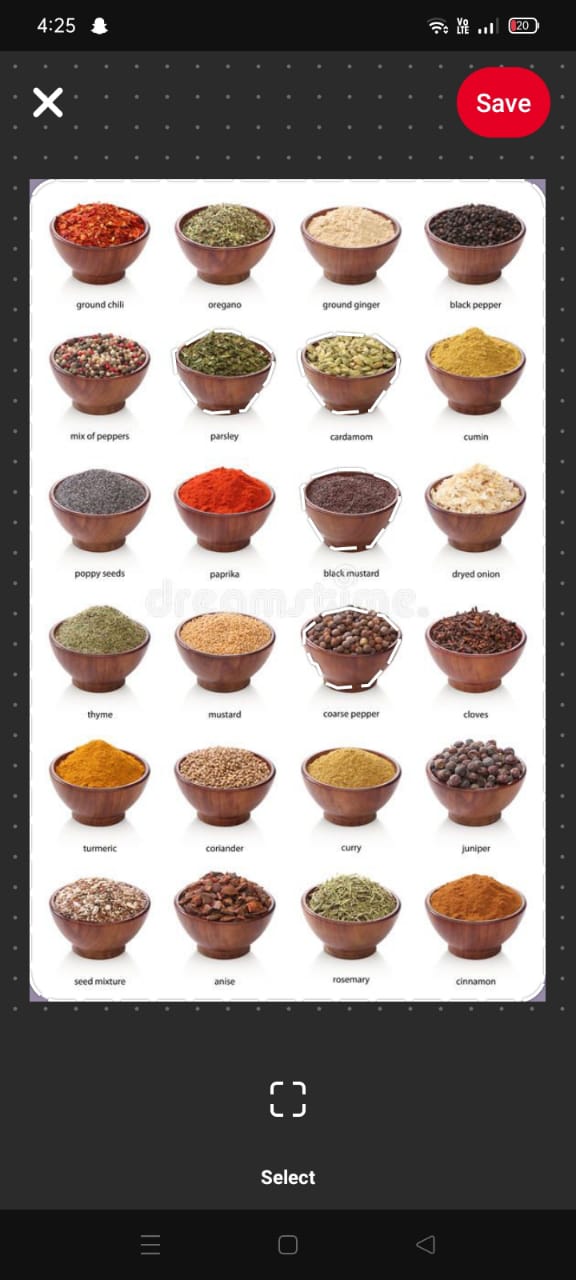 4:25
Vo
LTE
20
Save
ground chili
oregano
ground ginger
black pepper
mix of peppers
parsley
cardamom
cumin
poppy seeds
paprika
black mustard
dryed onion
dreamstime.
thyme
mustard
coarse pepper
cloves
turmeric
coriander
curry
juniper
seed mixture
anise
rosemary
cinnamon
Select